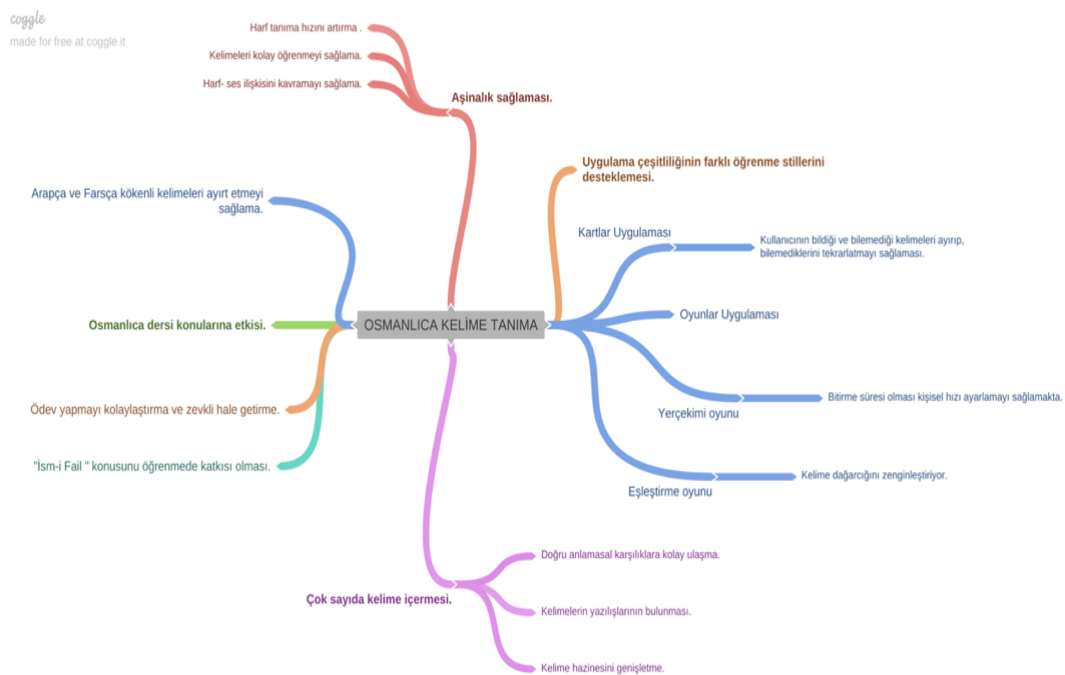 coggle
made for free at coggle.it
Harf tanıma hızını artırma .
Kelimeleri kolay öğrenmeyi sağlama.
Harf- ses ilişkisini kavramayı sağlama.
Aşinalık sağlaması.
Arapça ve Farsça kökenli kelimeleri ayırt etmeyi
sağlama.
Osmanlıca dersi konularına etkisi.
Ödev yapmayı kolaylaştırma ve zevkli hale getirme.
"İsm-i Fail " konusunu öğrenmede katkısı olması.
OSMANLICA KELİME TANIMA
Uygulama çeşitliliğinin farklı öğrenme stillerini
desteklemesi.
Kartlar Uygulaması
Kullanıcının bildiği ve bilemediği kelimeleri ayırıp,
bilemediklerini tekrarlatmayı sağlaması.
Oyunlar Uygulaması
Yerçekimi oyunu
Bitirme süresi olması kişisel hızı ayarlamayı sağlamakta.
Eşleştirme oyunu
Kelime dağarcığını zenginleştiriyor.
Çok sayıda kelime içermesi.
Doğru anlamasal karşılıklara kolay ulaşma.
Kelimelerin yazılışlarının bulunması.
Kelime hazinesini genişletme.